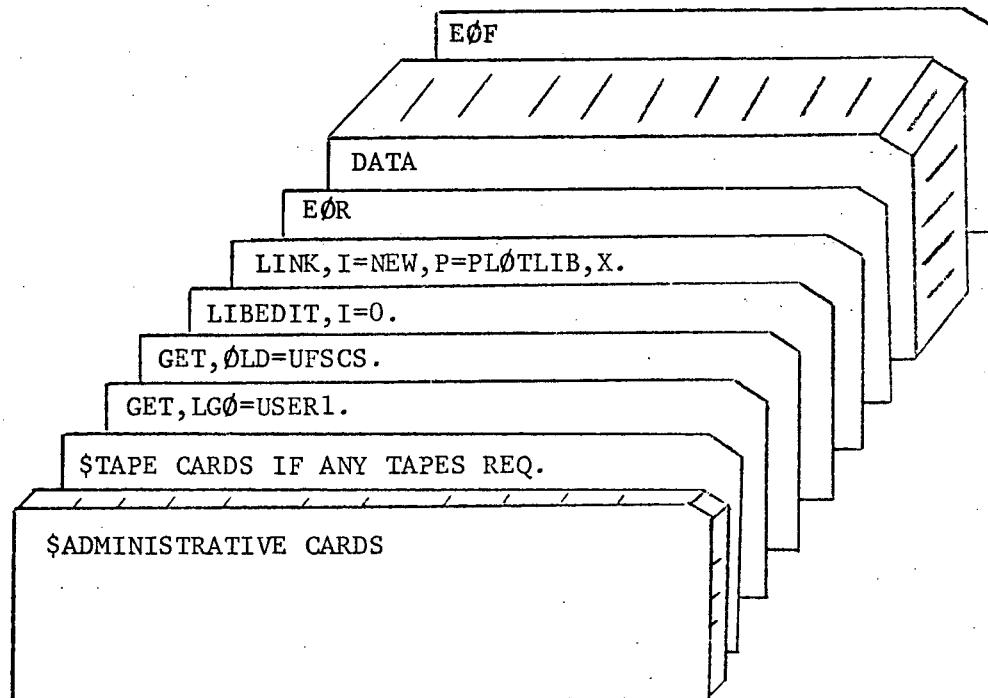 EØF
DATA
EØR
LINK,I=NEW,P=PLØTLIB,X.
LIBEDIT,I=0.
GET,ØLD=UFSCS.
GET,LGØ=USER1.
$TAPE CARDS IF ANY TAPES REQ.
$ADMINISTRATIVE CARDS